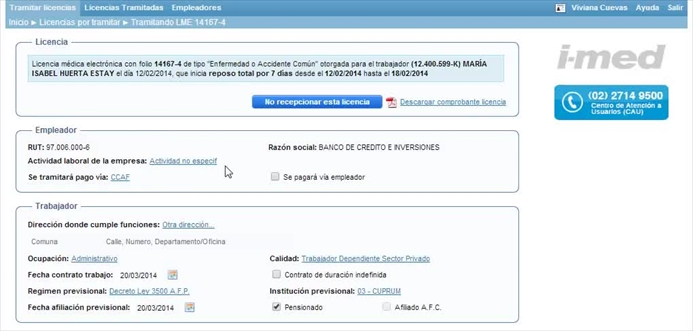 Tramitar licencias Licencias Tramitadas Empleadores Viviana Cuevas Ayuda Salir
Inicio ▶ Licencias por tramitar ▶ Tramitando LME 14167-4
Licencia
Licencia médica electrónica con folio 14167-4 de tipo "Enfermedad o Accidente Común" otorgada para el trabajador (12.400.599-K) MARÍA
ISABEL HUERTA ESTAY el día 12/02/2014, que inicia reposo total por 7 días desde el 12/02/2014 hasta el 18/02/2014
No recepcionar esta licencia Descargar comprobante licencia
i-med
(02) 2714 9500
Centro de Atención a
Usuarios (CAU)
Empleador
RUT: 97.006.000-6 Razón social: BANCO DE CREDITO E INVERSIONES
Actividad laboral de la empresa: Actividad no especif
Se tramitará pago vía: CCAF Se pagará vía empleador
Trabajador
Dirección donde cumple funciones: Otra dirección...
Comuna Calle, Numero, Departamento/Oficina
Ocupación: Administrativo Calidad: Trabajador Dependiente Sector Privado
Fecha contrato trabajo: 20/03/2014 Contrato de duración indefinida
Regimen previsional: Decreto Ley 3500 A.F.P. Institución previsional: 03 - CUPRUM
Fecha afiliación previsional: 20/03/2014 Pensionado Afiliado A.F.C.